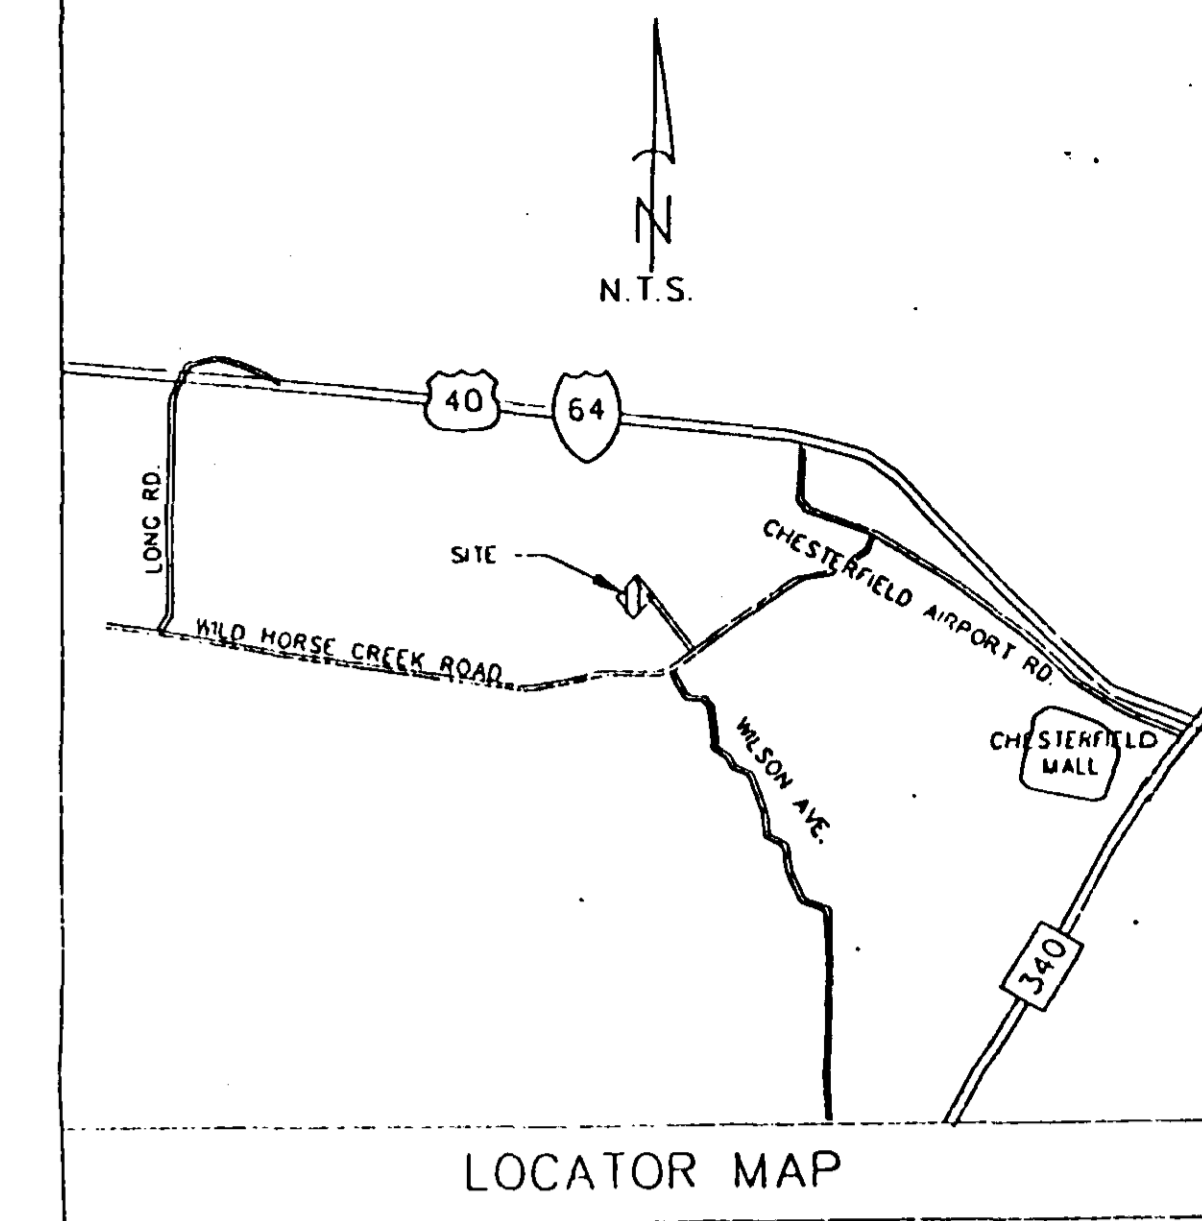 N
N.T.S.
40
64
LONG RD.
SITE
CHESTERFIELD AIRPORT RD.
WILD HORSE CREEK ROAD
WILSON AVE.
CHESTERFIELD
MALL
340
LOCATOR MAP